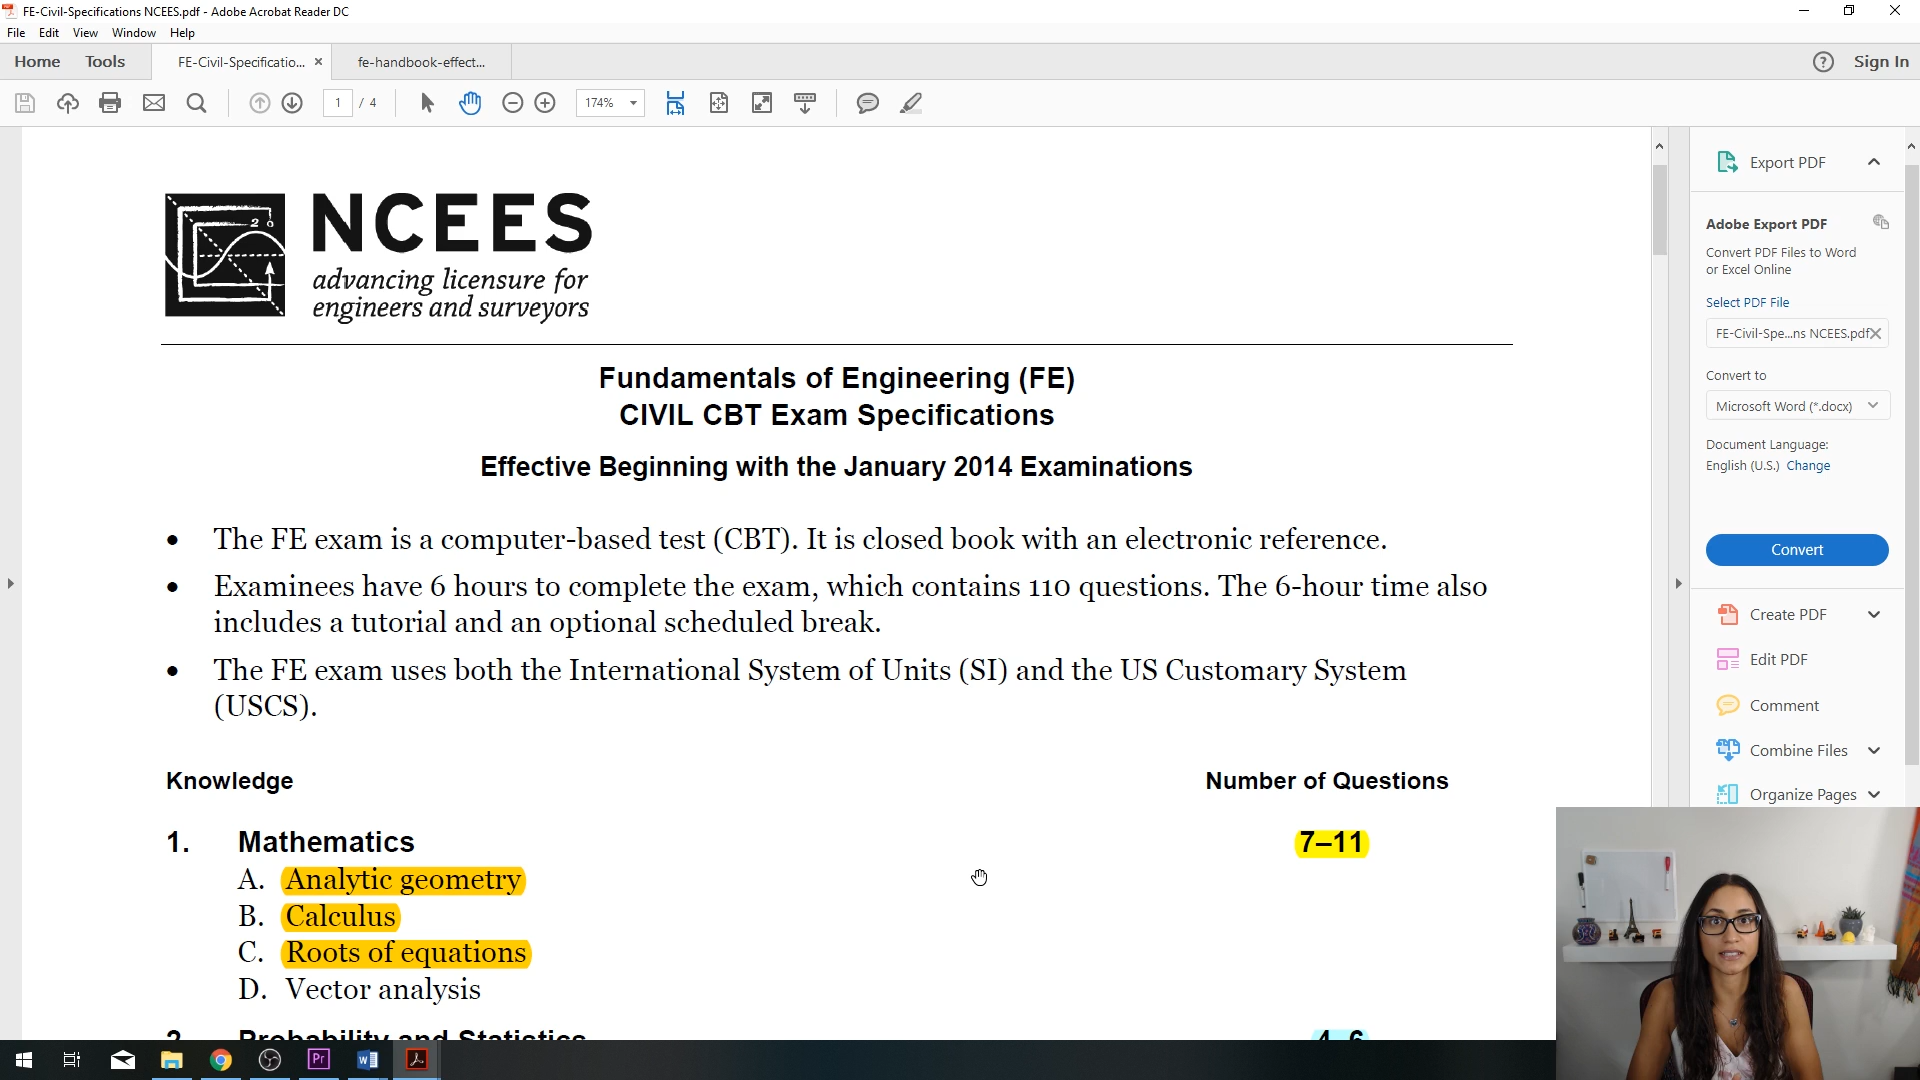 FE-Civil-Specifications NCEES.pdf - Adobe Acrobat Reader DC
File Edit View Window Help
Home Tools FE-Civil-Specificatio... × fe-handbook-effect... ? Sign In
1 / 4 174%
NCEES
advancing licensure for
engineers and surveyors
Fundamentals of Engineering (FE)
CIVIL CBT Exam Specifications
Effective Beginning with the January 2014 Examinations
• The FE exam is a computer-based test (CBT). It is closed book with an electronic reference.
• Examinees have 6 hours to complete the exam, which contains 110 questions. The 6-hour time also
includes a tutorial and an optional scheduled break.
• The FE exam uses both the International System of Units (SI) and the US Customary System
(USCS).
Knowledge Number of Questions
1. Mathematics 7–11
A. Analytic geometry
B. Calculus
C. Roots of equations
D. Vector analysis
2. Probability and Statistics 4–6
Export PDF
Adobe Export PDF
Convert PDF Files to Word
or Excel Online
Select PDF File
FE-Civil-Spe...ns NCEES.pdf
Convert to
Microsoft Word (*.docx)
Document Language:
English (U.S.) Change
Convert
Create PDF
Edit PDF
Comment
Combine Files
Organize Pages
Pr